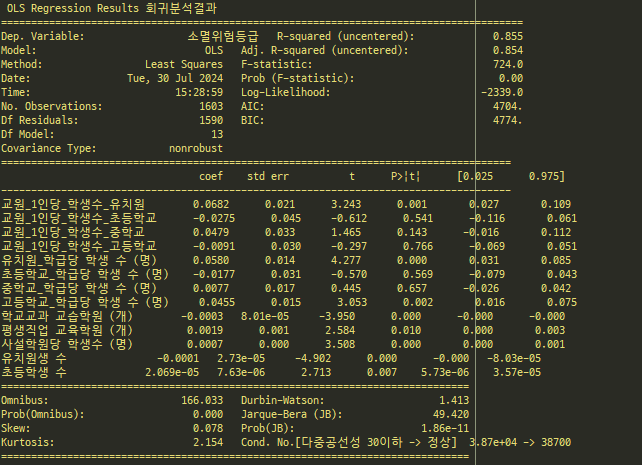 OLS Regression Results 회귀분석결과
==============================================================================
Dep. Variable: 소멸위험등급 R-squared (uncentered): 0.855
Model: OLS Adj. R-squared (uncentered): 0.854
Method: Least Squares F-statistic: 724.0
Date: Tue, 30 Jul 2024 Prob (F-statistic): 0.00
Time: 15:28:59 Log-Likelihood: -2339.0
No. Observations: 1603 AIC: 4704.
Df Residuals: 1590 BIC: 4774.
Df Model: 13
Covariance Type: nonrobust
==============================================================================
coef std err t P>¦t¦ [0.025 0.975]
------------------------------------------------------------------------------
교원_1인당_학생수_유치원 0.0682 0.021 3.243 0.001 0.027 0.109
교원_1인당_학생수_초등학교 -0.0275 0.045 -0.612 0.541 -0.116 0.061
교원_1인당_학생수_중학교 0.0479 0.033 1.465 0.143 -0.016 0.112
교원_1인당_학생수_고등학교 -0.0091 0.030 -0.297 0.766 -0.069 0.051
유치원_학급당 학생 수 (명) 0.0580 0.014 4.277 0.000 0.031 0.085
초등학교_학급당 학생 수 (명) -0.0177 0.031 -0.570 0.569 -0.079 0.043
중학교_학급당 학생 수 (명) 0.0077 0.017 0.445 0.657 -0.026 0.042
고등학교_학급당 학생 수 (명) 0.0455 0.015 3.053 0.002 0.016 0.075
학교교과 교습학원 (개) -0.0003 8.01e-05 -3.950 0.000 -0.000 -0.000
평생직업 교육학원 (개) 0.0019 0.001 2.584 0.010 0.000 0.003
사설학원당 학생수 (명) 0.0007 0.000 3.508 0.000 0.000 0.001
유치원생 수 -0.0001 2.73e-05 -4.902 0.000 -0.000 -8.03e-05
초등학생 수 2.069e-05 7.63e-06 2.713 0.007 5.73e-06 3.57e-05
==============================================================================
Omnibus: 166.033 Durbin-Watson: 1.413
Prob(Omnibus): 0.000 Jarque-Bera (JB): 49.420
Skew: 0.078 Prob(JB): 1.86e-11
Kurtosis: 2.154 Cond. No.[다중공선성 30이하 -> 정상] 3.87e+04 -> 38700
==============================================================================